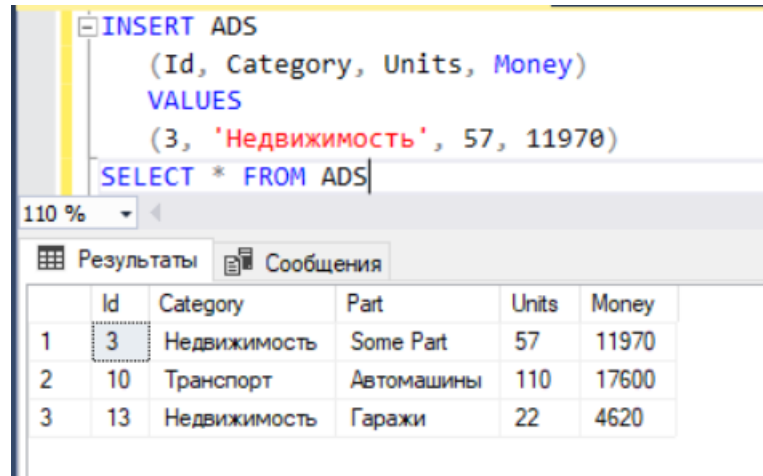 INSERT ADS
(Id, Category, Units, Money)
VALUES
(3, 'Недвижимость', 57, 11970)
SELECT * FROM ADS
110 %
Результаты Сообщения
Id Category Part Units Money
1 3 Недвижимость Some Part 57 11970
2 10 Транспорт Автомашины 110 17600
3 13 Недвижимость Гаражи 22 4620